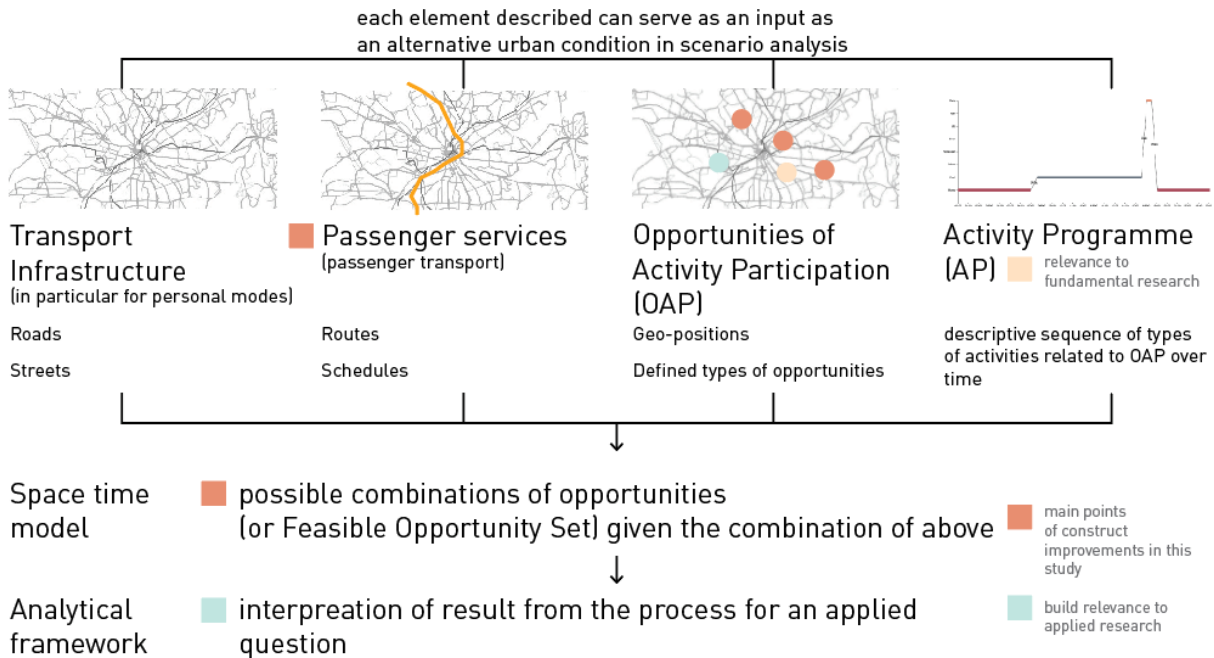 each element described can serve as an input as
an alternative urban condition in scenario analysis
Transport
Infrastructure
(in particular for personal modes)
Roads
Streets
Passenger services
(passenger transport)
Routes
Schedules
Opportunities of
Activity Participation
(OAP)
Geo-positions
Defined types of opportunities
Activity Programme
(AP)
relevance to
fundamental research
descriptive sequence of types
of activities related to OAP over
time
Space time
model
possible combinations of opportunities
(or Feasible Opportunity Set) given the combination of above
main points
of construct
improvements in this
study
Analytical
framework
interpreation of result from the process for an applied
question
build relevance to
applied research